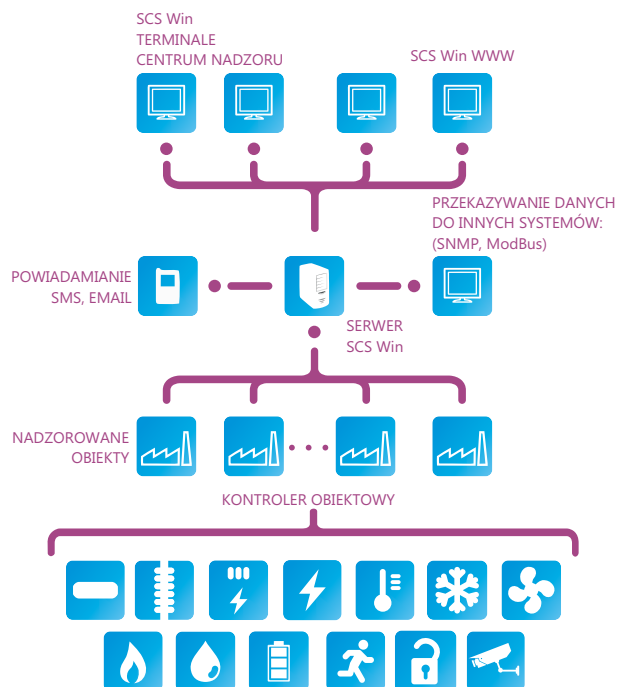 SCS Win
TERMINALE
CENTRUM NADZORU
SCS Win WWW
PRZEKAZYWANIE DANYCH
DO INNYCH SYSTEMÓW:
(SNMP, ModBus)
POWIADAMIANIE
SMS, EMAIL
SERWER
SCS Win
NADZOROWANE
OBIEKTY
KONTROLER OBIEKTOWY